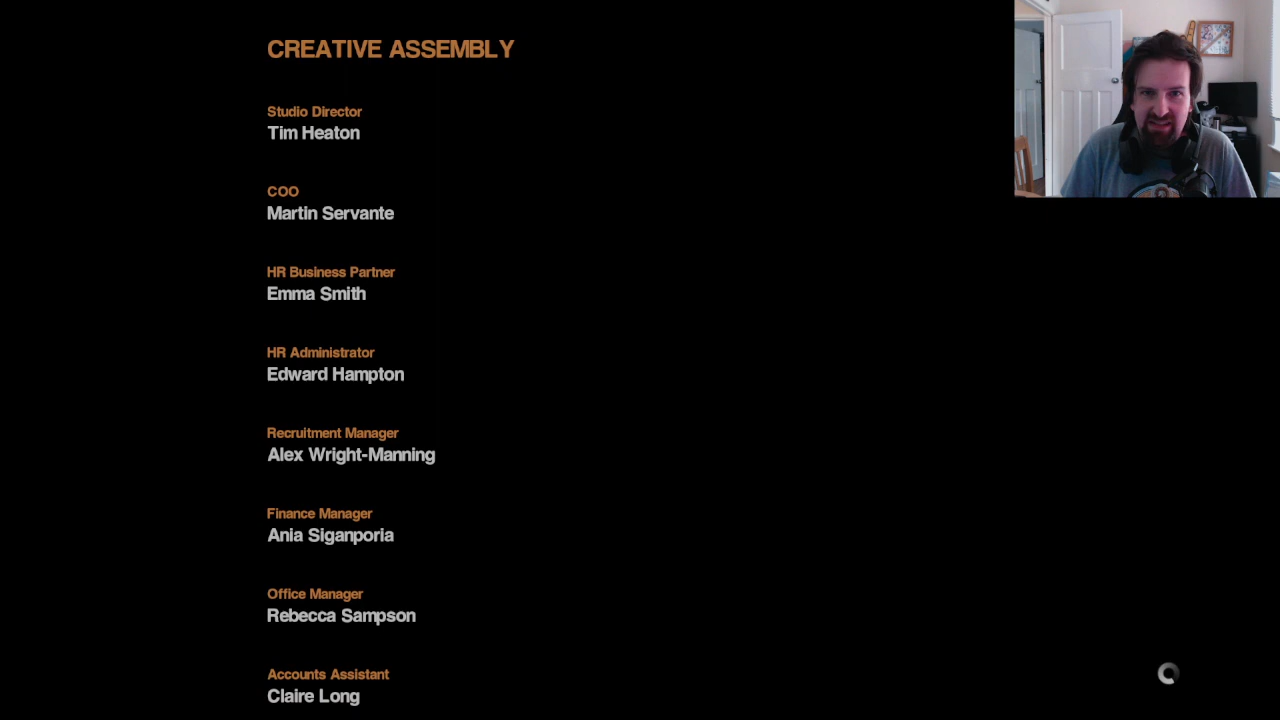 CREATIVE ASSEMBLY
Studio Director
Tim Heaton
COO
Martin Servante
HR Business Partner
Emma Smith
HR Administrator
Edward Hampton
Recruitment Manager
Alex Wright-Manning
Finance Manager
Ania Siganporia
Office Manager
Rebecca Sampson
Accounts Assistant
Claire Long